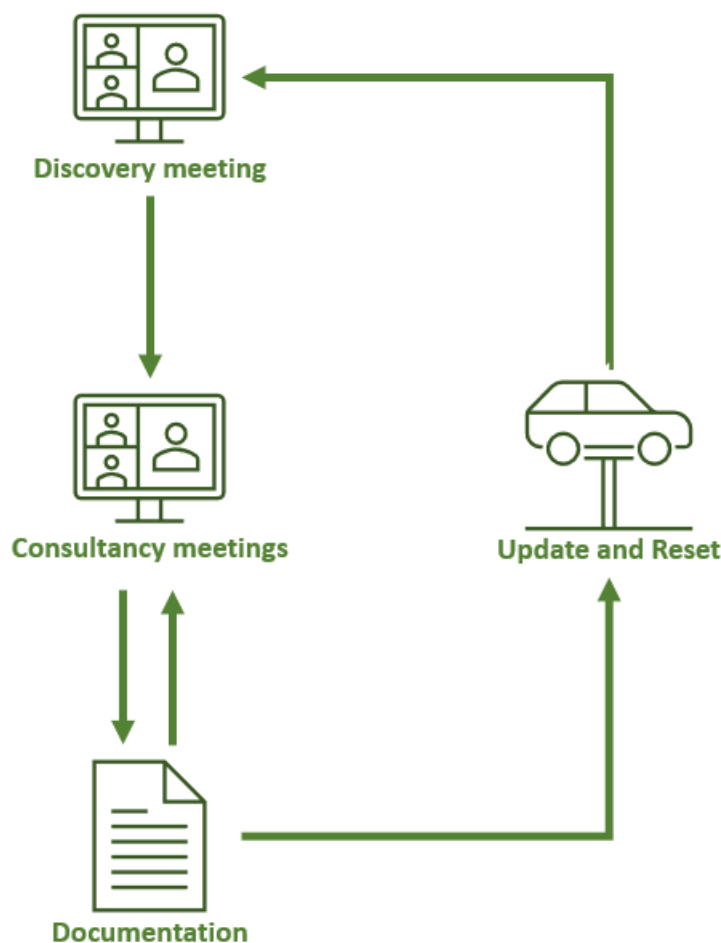 Discovery meeting
Consultancy meetings
Update and Reset
Documentation